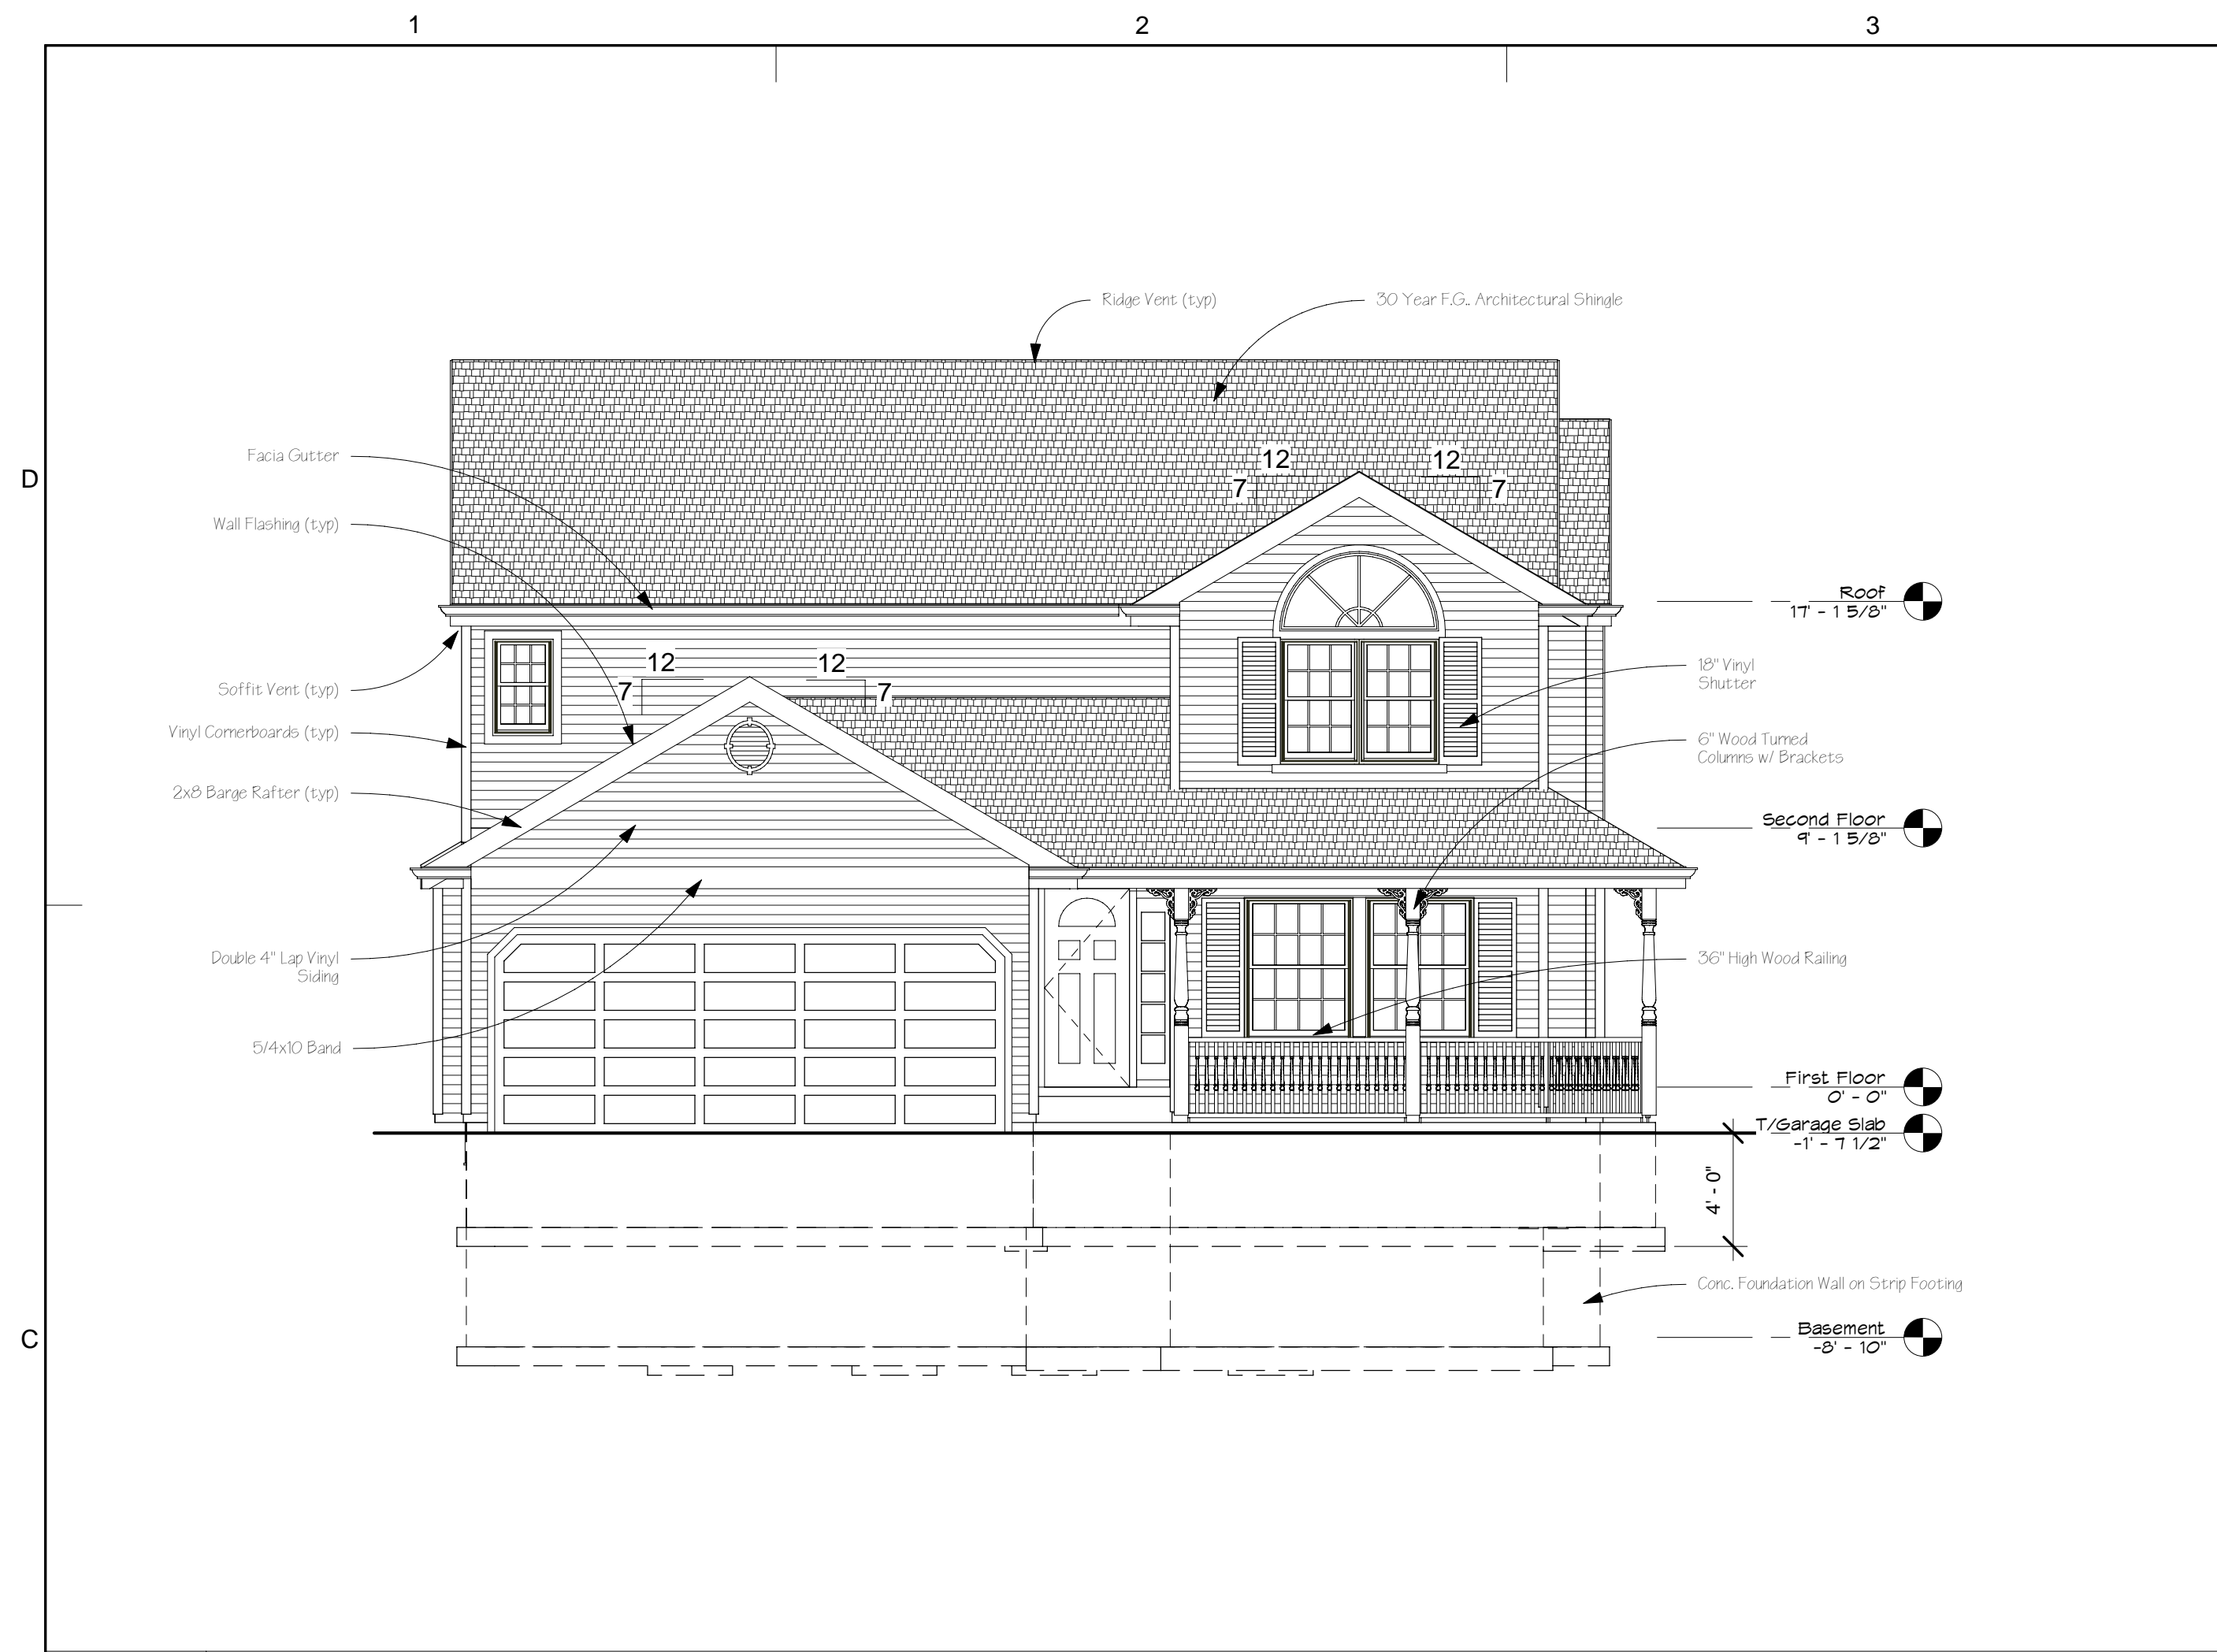 1
2
3
Ridge Vent (typ)
30 Year F.G.. Architectural Shingle
Facia Gutter
12
12
D
7
7
Wall Flashing (typ)
Roof
17' - 1 5/8"
12
12
18" Vinyl
Shutter
Soffit Vent (typ)
7
7
Vinyl Cornerboards (typ)
6" Wood Turned
Columns w/ Brackets
2x8 Barge Rafter (typ)
Second Floor
9' - 1 5/8"
Double 4" Lap Vinyl
Siding
36" High Wood Railing
5/4x10 Band
First Floor
0' - 0"
T/Garage Slab
-1' - 7 1/2"
4' - 0"
Conc. Foundation Wall on Strip Footing
C
Basement
-8' - 10"